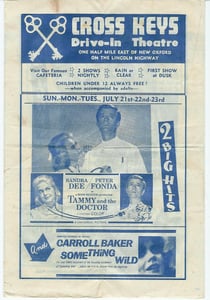 CROSS KEYS
Drive-In Theatre
ONE HALF MILE EAST OF NEW OXFORD
ON THE LINCOLN HIGHWAY
Visit Our Famous CAFETERIA
2 SHOWS NIGHTLY
RAIN or CLEAR
FIRST SHOW at DUSK
CHILDREN UNDER 12 ALWAYS FREE!
when accompanied by adults
SUN.-MON.-TUES. JULY 21st-22nd-23rd
2 BIG HITS
SANDRA DEE
PETER FONDA
TAMMY and the DOCTOR
COLOR
And
CARROLL BAKER
SOMETHING WILD